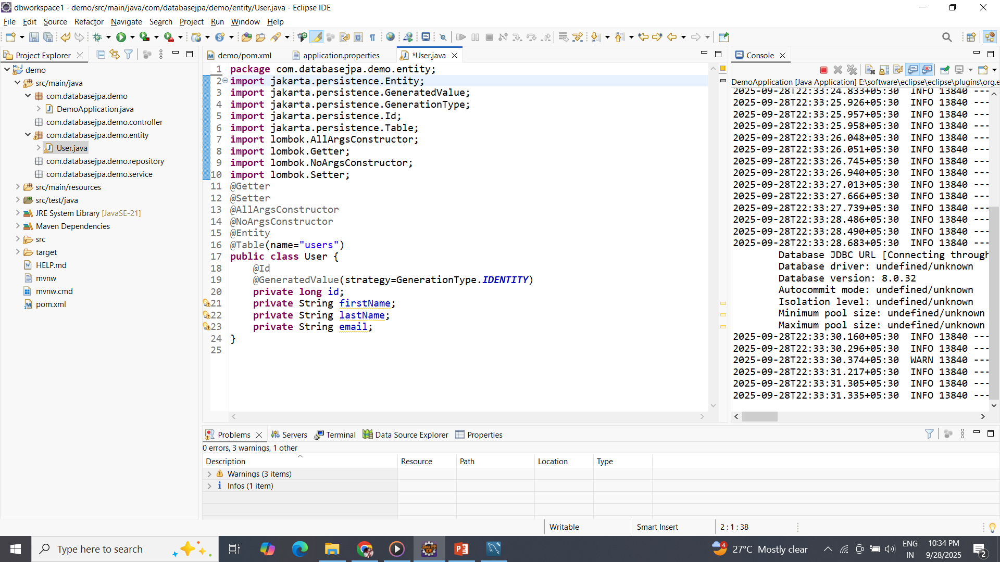 dbworkspace1 - demo/src/main/java/com/databasejpa/demo/entity/User.java - Eclipse IDE
File Edit Source Refactor Navigate Search Project Run Window Help
Project Explorer
demo
src/main/java
com.databasejpa.demo
DemoApplication.java
com.databasejpa.demo.controller
com.databasejpa.demo.entity
User.java
com.databasejpa.demo.repository
com.databasejpa.demo.service
src/main/resources
src/test/java
JRE System Library [JavaSE-21]
Maven Dependencies
src
target
HELP.md
mvnw
mvnw.cmd
pom.xml
demo/pom.xml application.properties *User.java
1 package com.databasejpa.demo.entity;
2 import jakarta.persistence.Entity;
3 import jakarta.persistence.GeneratedValue;
4 import jakarta.persistence.GenerationType;
5 import jakarta.persistence.Id;
6 import jakarta.persistence.Table;
7 import lombok.AllArgsConstructor;
8 import lombok.Getter;
9 import lombok.NoArgsConstructor;
10 import lombok.Setter;
11 @Getter
12 @Setter
13 @AllArgsConstructor
14 @NoArgsConstructor
15 @Entity
16 @Table(name="users")
17 public class User {
18 @Id
19 @GeneratedValue(strategy=GenerationType.IDENTITY)
20 private long id;
21 private String firstName;
22 private String lastName;
23 private String email;
24 }
25
Console
DemoApplication [Java Application] E:\software\eclipse\eclipse\plugins\org.e
2025-09-28T22:33:24.833+05:30 INFO 13840 ---
2025-09-28T22:33:25.926+05:30 INFO 13840 ---
2025-09-28T22:33:25.957+05:30 INFO 13840 ---
2025-09-28T22:33:25.958+05:30 INFO 13840 ---
2025-09-28T22:33:26.048+05:30 INFO 13840 ---
2025-09-28T22:33:26.051+05:30 INFO 13840 ---
2025-09-28T22:33:26.745+05:30 INFO 13840 ---
2025-09-28T22:33:26.940+05:30 INFO 13840 ---
2025-09-28T22:33:27.013+05:30 INFO 13840 ---
2025-09-28T22:33:27.666+05:30 INFO 13840 ---
2025-09-28T22:33:27.739+05:30 INFO 13840 ---
2025-09-28T22:33:28.486+05:30 INFO 13840 ---
2025-09-28T22:33:28.490+05:30 INFO 13840 ---
2025-09-28T22:33:28.683+05:30 INFO 13840 ---
Database JDBC URL [Connecting through
Database driver: undefined/unknown
Database version: 8.0.32
Autocommit mode: undefined/unknown
Isolation level: undefined/unknown
Minimum pool size: undefined/unknown
Maximum pool size: undefined/unknown
2025-09-28T22:33:30.160+05:30 INFO 13840 ---
2025-09-28T22:33:30.296+05:30 INFO 13840 ---
2025-09-28T22:33:30.374+05:30 WARN 13840 ---
2025-09-28T22:33:31.217+05:30 INFO 13840 ---
2025-09-28T22:33:31.305+05:30 INFO 13840 ---
2025-09-28T22:33:31.335+05:30 INFO 13840 ---
Problems Servers Terminal Data Source Explorer Properties
0 errors, 3 warnings, 1 other
Description Resource Path Location Type
Warnings (3 items)
Infos (1 item)
Writable Smart Insert 2 : 1 : 38
Type here to search
4 27°C Mostly clear ENG 10:34 PM
IN 9/28/2025 2